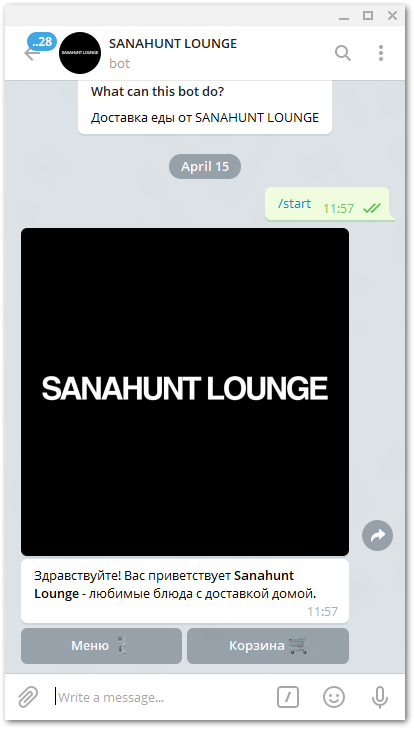 ..28
SANAHUNT LOUNGE
SANAHUNT LOUNGE
bot
What can this bot do?
Доставка еды от SANAHUNT LOUNGE
April 15
/start 11:57
SANAHUNT LOUNGE
Здравствуйте! Вас приветствует Sanahunt
Lounge - любимые блюда с доставкой домой.
11:57
Меню
Корзина
Write a message...